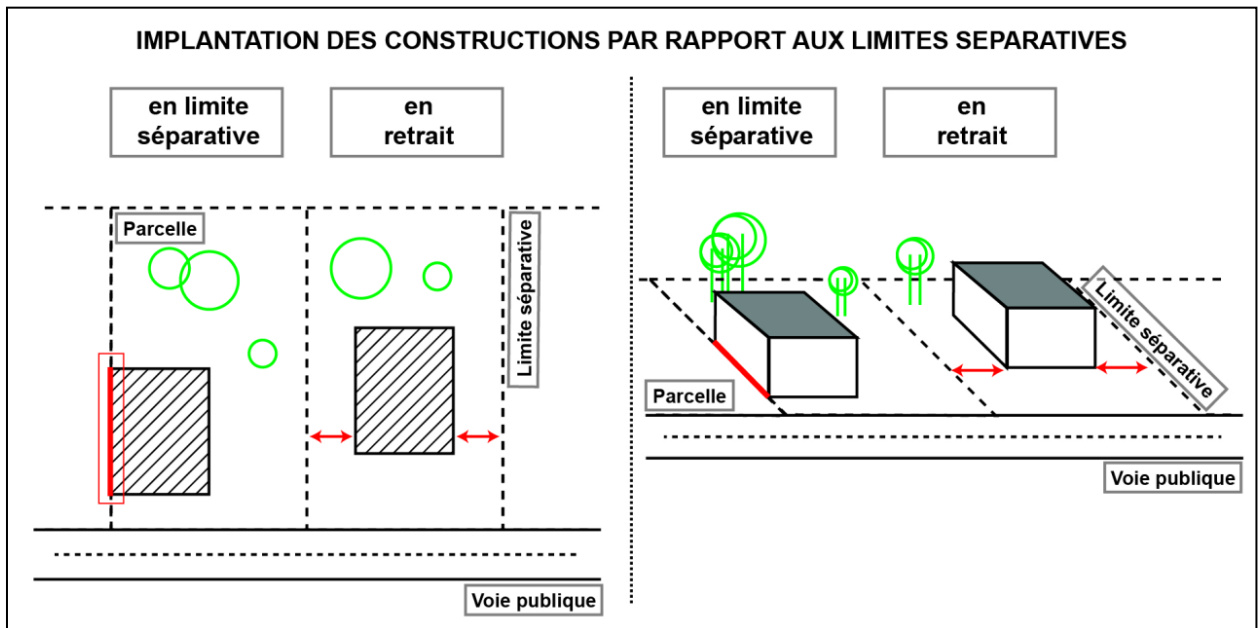 IMPLANTATION DES CONSTRUCTIONS PAR RAPPORT AUX LIMITES SEPARATIVES
en limite
séparative
en
retrait
Parcelle
Limite séparative
Voie publique
en limite
séparative
en
retrait
Limite séparative
Parcelle
Voie publique